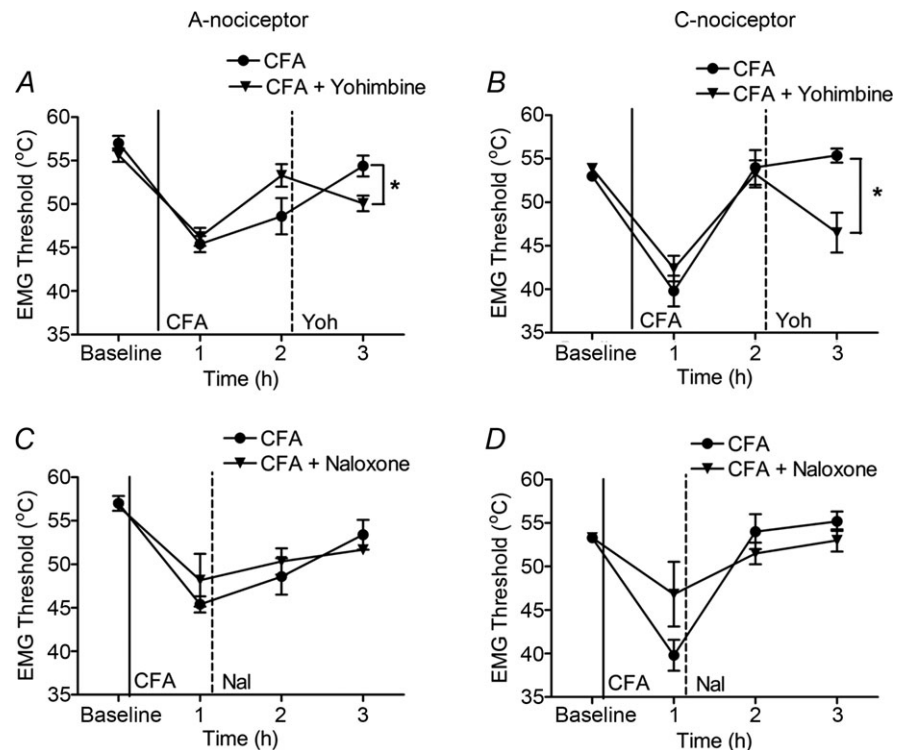 A-nociceptor
C-nociceptor
A
CFA
CFA + Yohimbine
EMG Threshold (°C)
60
55
50
45
40
35
*
CFA
Yoh
Baseline
1
2
3
Time (h)
B
CFA
CFA + Yohimbine
EMG Threshold (°C)
60
55
50
45
40
35
*
CFA
Yoh
Baseline
1
2
3
Time (h)
C
CFA
CFA + Naloxone
EMG Threshold (°C)
60
55
50
45
40
35
CFA
Nal
Baseline
1
2
3
Time (h)
D
CFA
CFA + Naloxone
EMG Threshold (°C)
60
55
50
45
40
35
CFA
Nal
Baseline
1
2
3
Time (h)